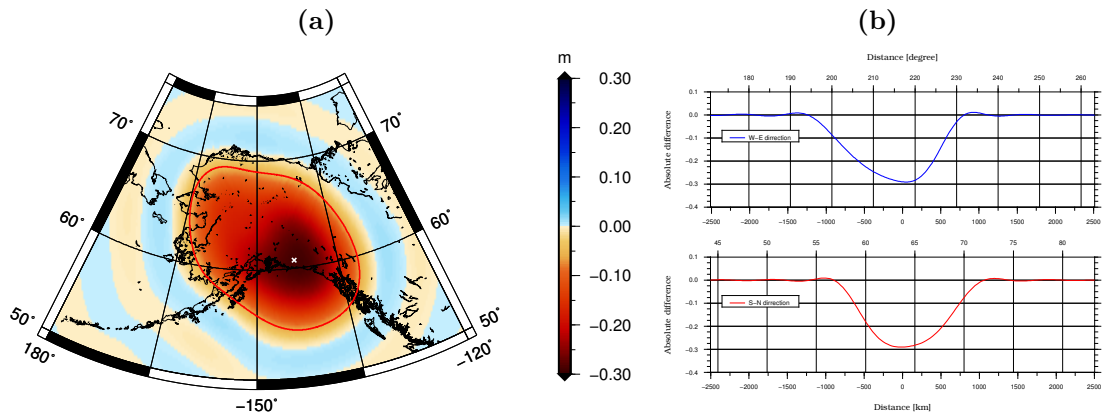 (a)
(b)
70˚
60˚
50˚
180˚
−150˚
−120˚
50˚
60˚
70˚
m
0.30
0.20
0.10
0.00
−0.10
−0.20
−0.30
Distance [degree]
180 190 200 210 220 230 240 250 260
Absolute difference
0.1
0.0
−0.1
−0.2
−0.3
−0.4
W−E dirrection
−2500 −2000 −1500 −1000 −500 0 500 1000 1500 2000 2500
45 50 55 60 65 70 75 80
Absolute difference
0.1
0.0
−0.1
−0.2
−0.3
−0.4
S−N dirrection
−2500 −2000 −1500 −1000 −500 0 500 1000 1500 2000 2500
Distance [km]